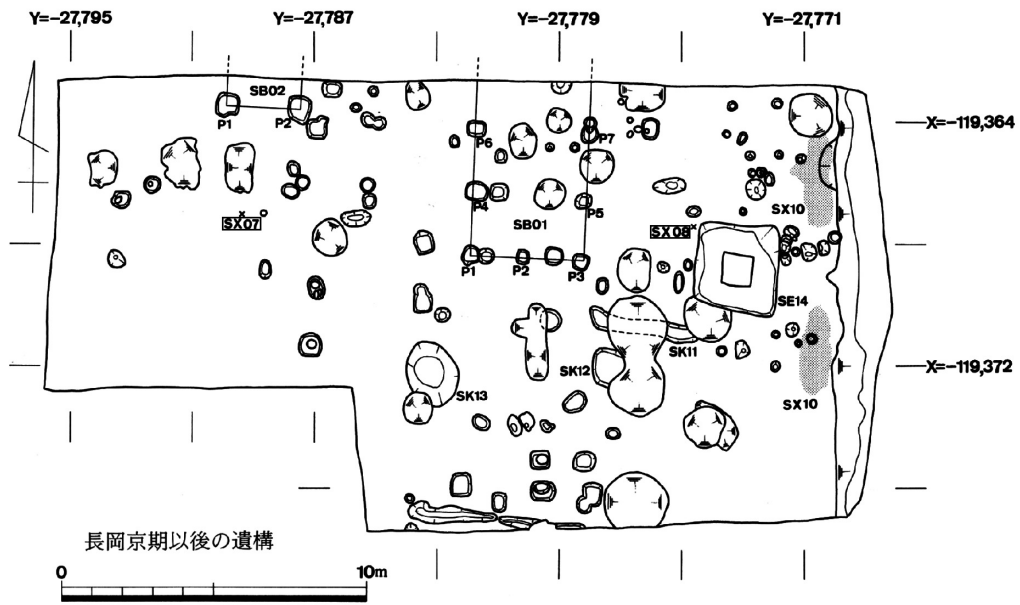 Y=-27,795
Y=-27,787
Y=-27,779
Y=-27,771
SB02
P1
P2
P6
P7
X=-119,364
SX07
P4
P5
SB01
SX10
SX08
P1
P2
P3
SE14
SK11
SK12
X=-119,372
SK13
SX10
長岡京期以後の遺構
0
10m